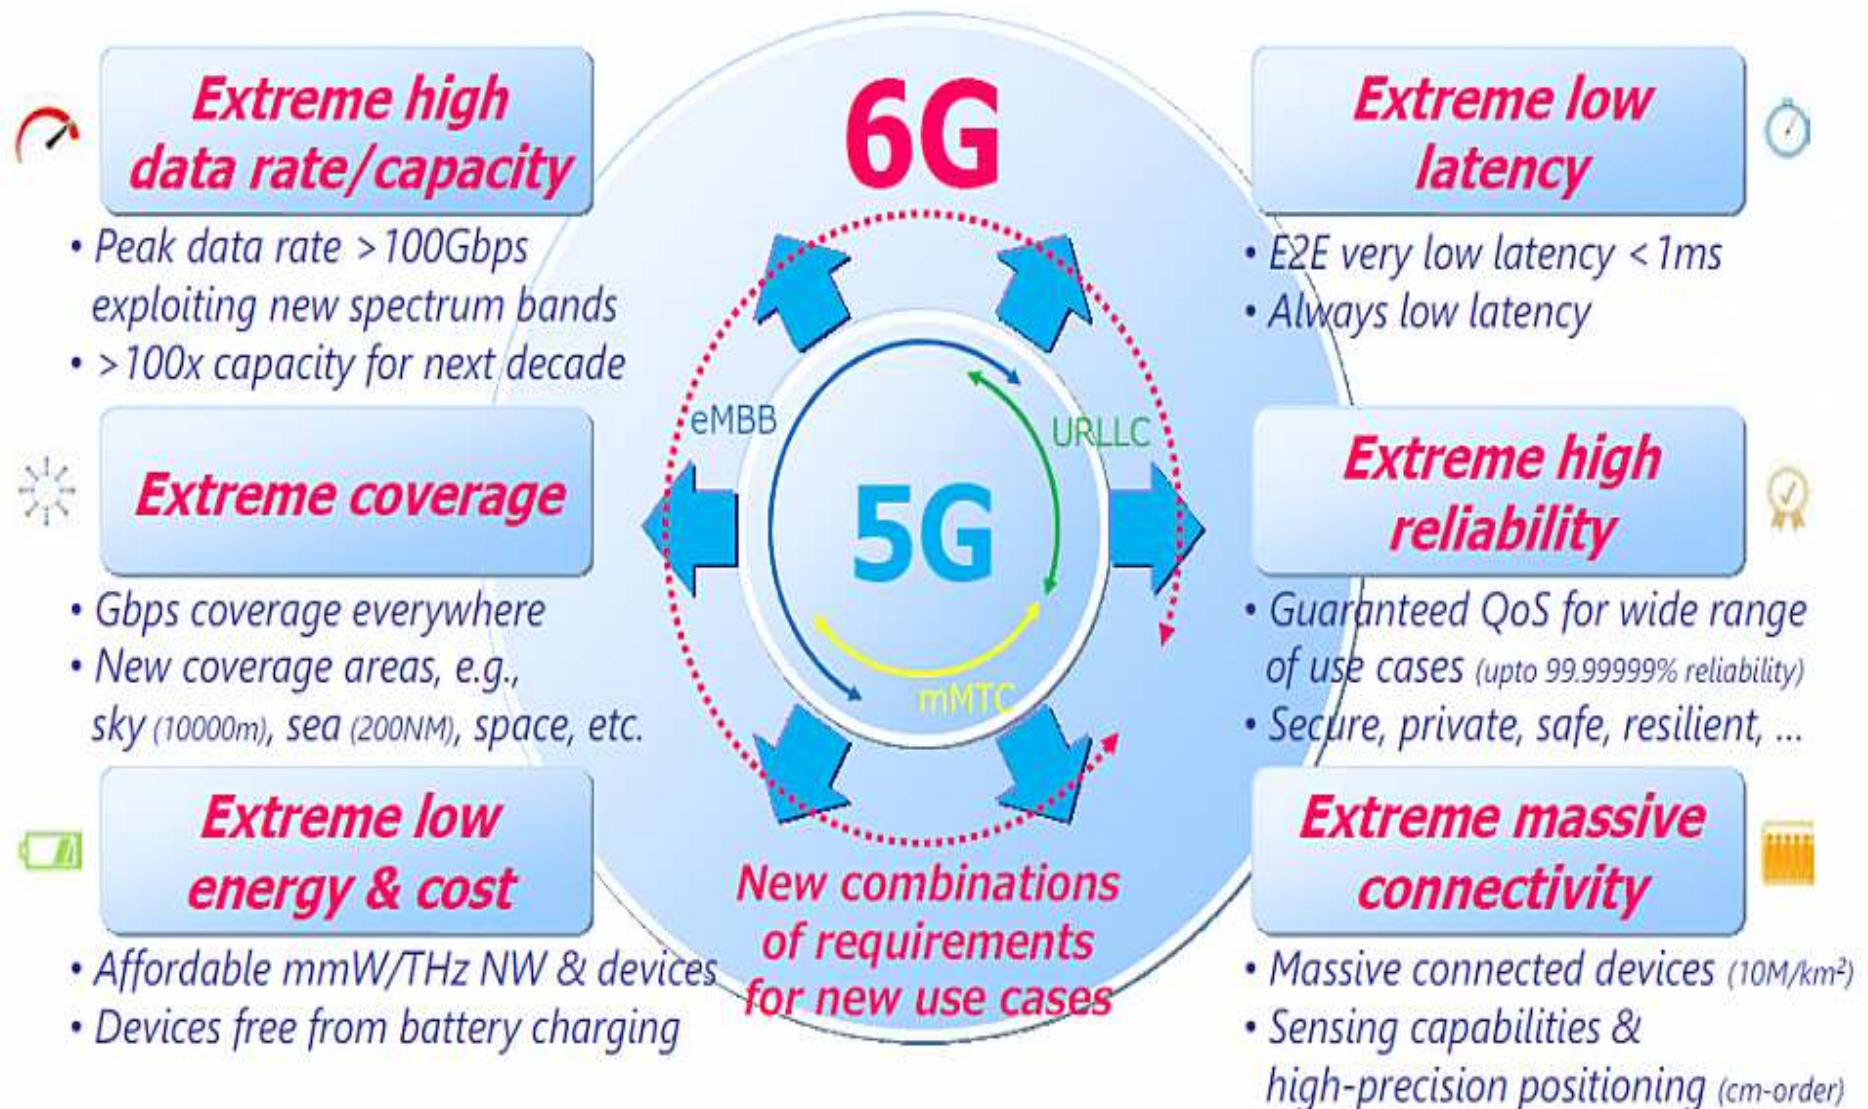 Extreme high
data rate/capacity
• Peak data rate >100Gbps
exploiting new spectrum bands
• >100x capacity for next decade
Extreme coverage
• Gbps coverage everywhere
• New coverage areas, e.g.,
sky (10000m), sea (200NM), space, etc.
Extreme low
energy & cost
• Affordable mmW/THz NW & devices
• Devices free from battery charging
6G
eMBB
URLLC
5G
mMTC
New combinations
of requirements
for new use cases
Extreme low
latency
• E2E very low latency <1ms
• Always low latency
Extreme high
reliability
• Guaranteed QoS for wide range
of use cases (upto 99.99999% reliability)
• Secure, private, safe, resilient, ...
Extreme massive
connectivity
• Massive connected devices (10M/km²)
• Sensing capabilities &
high-precision positioning (cm-order)